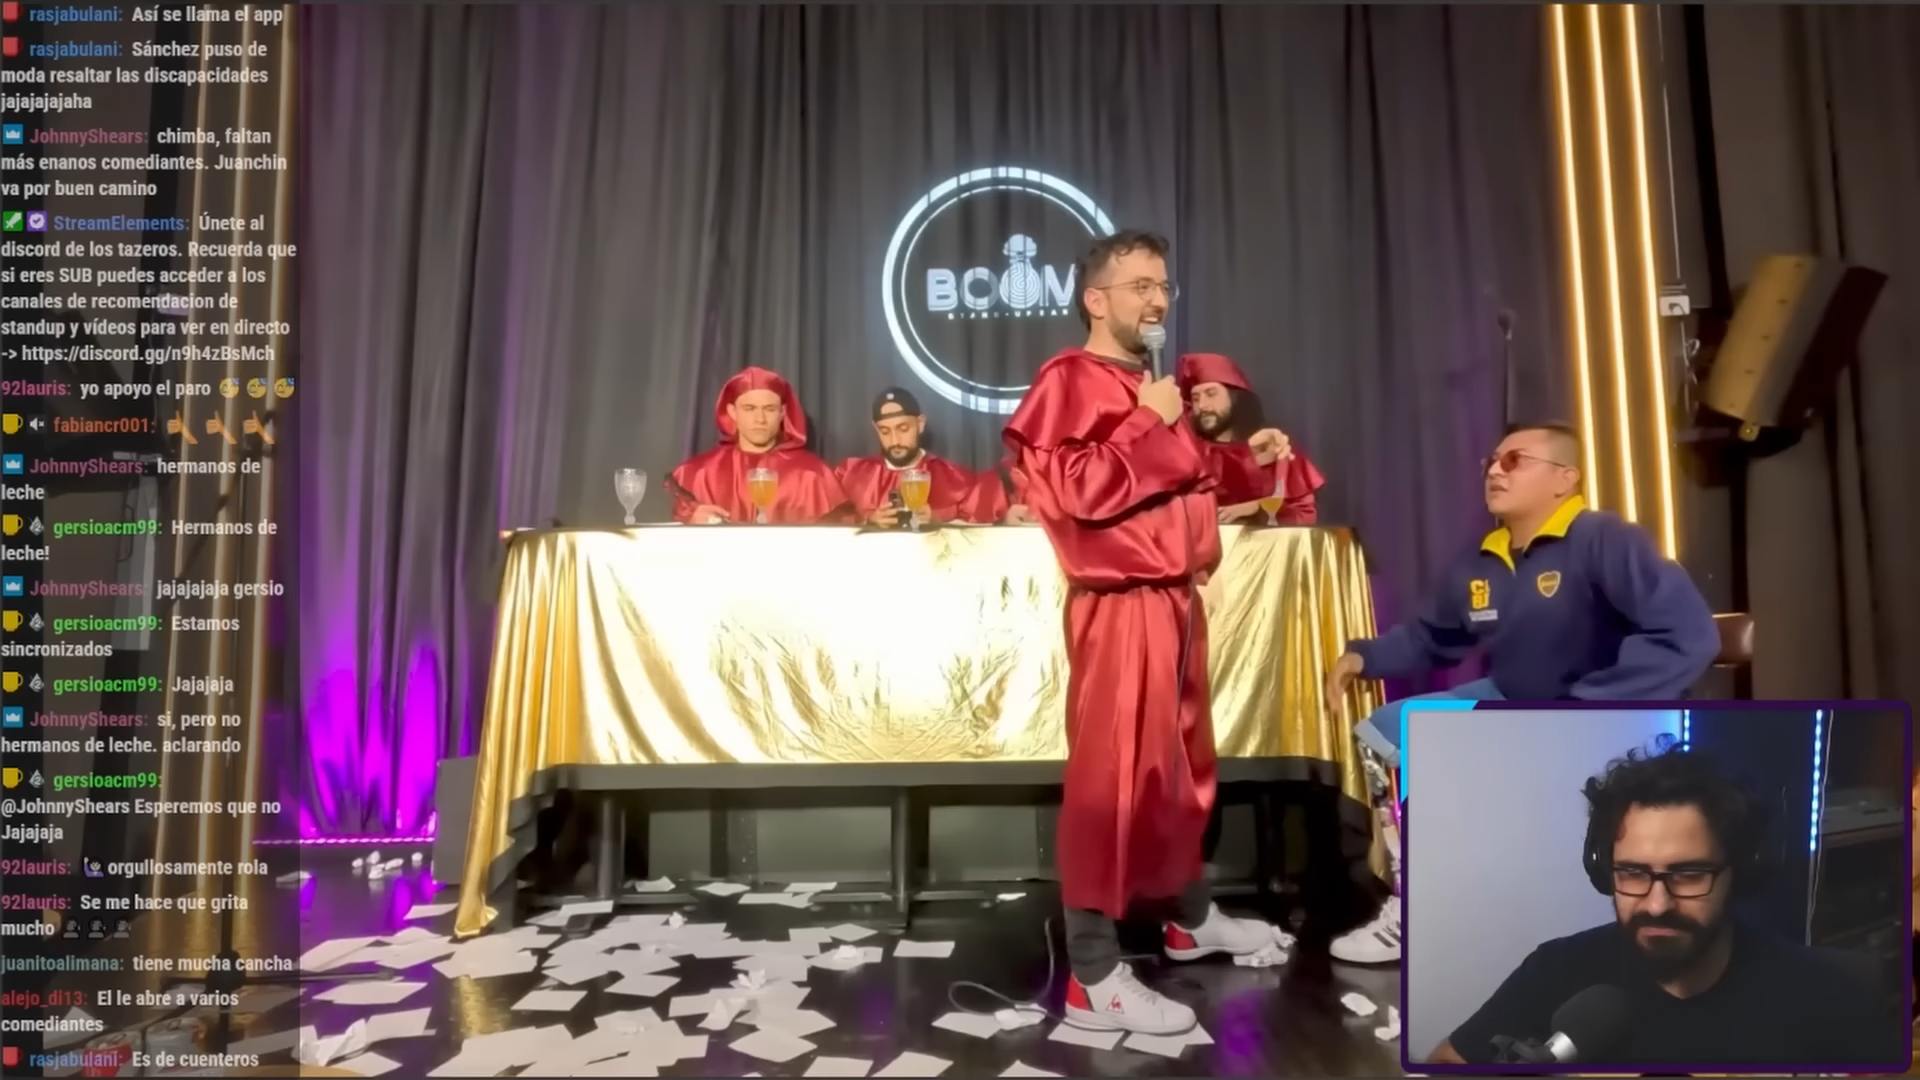 rasjabulani: Así se llama el app
rasjabulani: Sánchez puso de
moda resaltar las discapacidades
jajajajajaha
JohnnyShears: chimba, faltan
más enanos comediantes. Juanchin
va por buen camino
StreamElements: Únete al
discord de los tazeros. Recuerda que
si eres SUB puedes acceder a los
canales de recomendacion de
standup y vídeos para ver en directo
-> https://discord.gg/n9h4zBsMch
92lauris: yo apoyo el paro
fabiancr001:
JohnnyShears: hermanos de
leche
gersioacm99: Hermanos de
leche!
JohnnyShears: jajajajaja gersio
gersioacm99: Estamos
sincronizados
gersioacm99: Jajajaja
JohnnyShears: si, pero no
hermanos de leche. aclarando
gersioacm99:
@JohnnyShears Esperemos que no
Jajajaja
92lauris: orgullosamente rola
92lauris: Se me hace que grita
mucho
juanitoalimana: tiene mucha cancha
alejo_di13: El le abre a varios
comediantes
rasjabulani: Es de cuenteros
BOOM